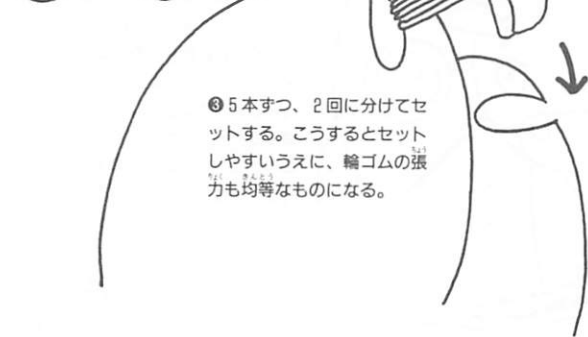 ❸5本ずつ、2回に分けてセ
ットする。こうするとセット
しやすいうえに、輪ゴムの張
力も均等なものになる。